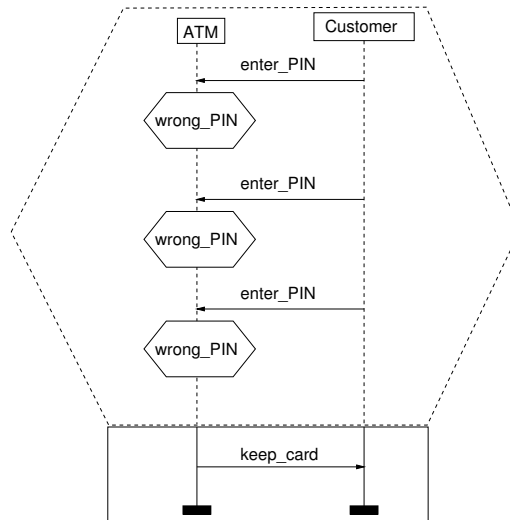 ATM Customer
enter_PIN
wrong_PIN
enter_PIN
wrong_PIN
enter_PIN
wrong_PIN
keep_card